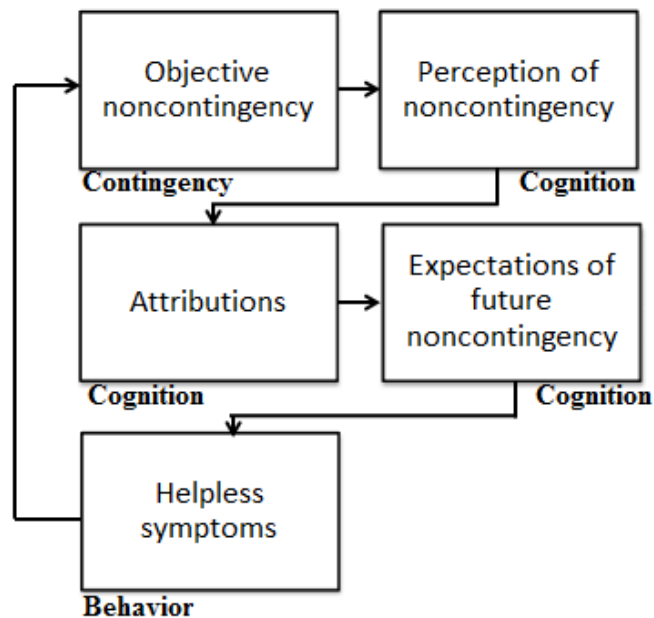 Objective
noncontingency
Perception of
noncontingency
Contingency
Cognition
Attributions
Expectations of
future
noncontingency
Cognition
Cognition
Helpless
symptoms
Behavior